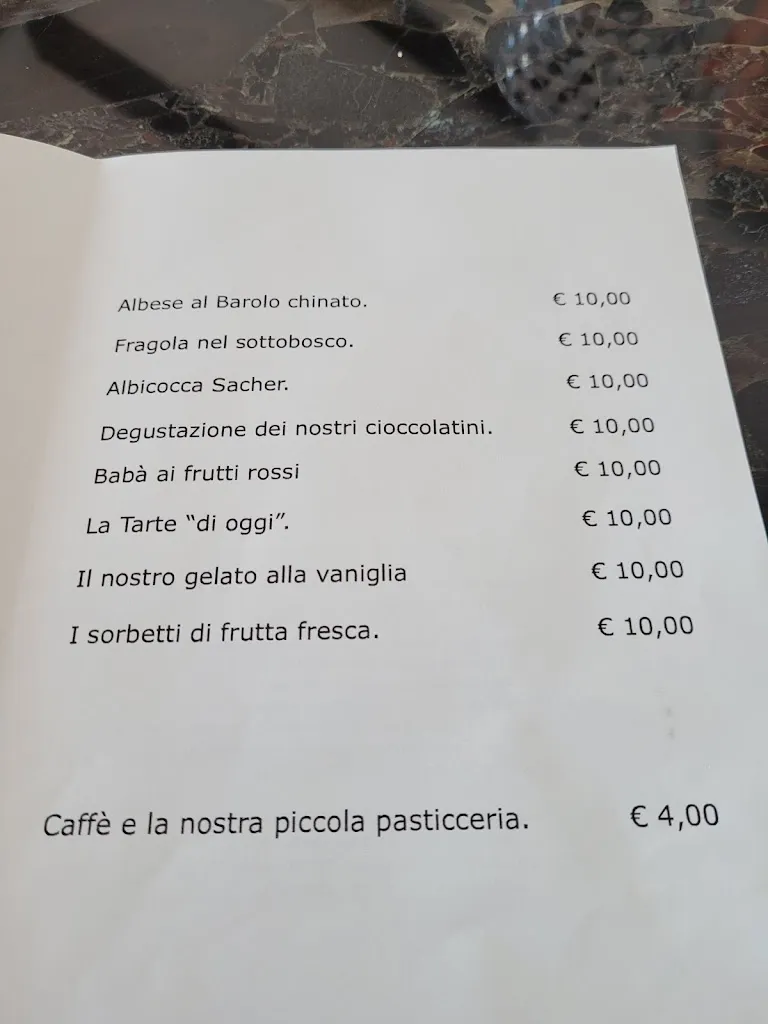 Albese al Barolo chinato. € 10,00
Fragola nel sottobosco. € 10,00
Albicocca Sacher. € 10,00
Degustazione dei nostri cioccolatini. € 10,00
Babà ai frutti rossi € 10,00
La Tarte “di oggi”. € 10,00
Il nostro gelato alla vaniglia € 10,00
I sorbetti di frutta fresca. € 10,00
Caffè e la nostra piccola pasticceria. € 4,00